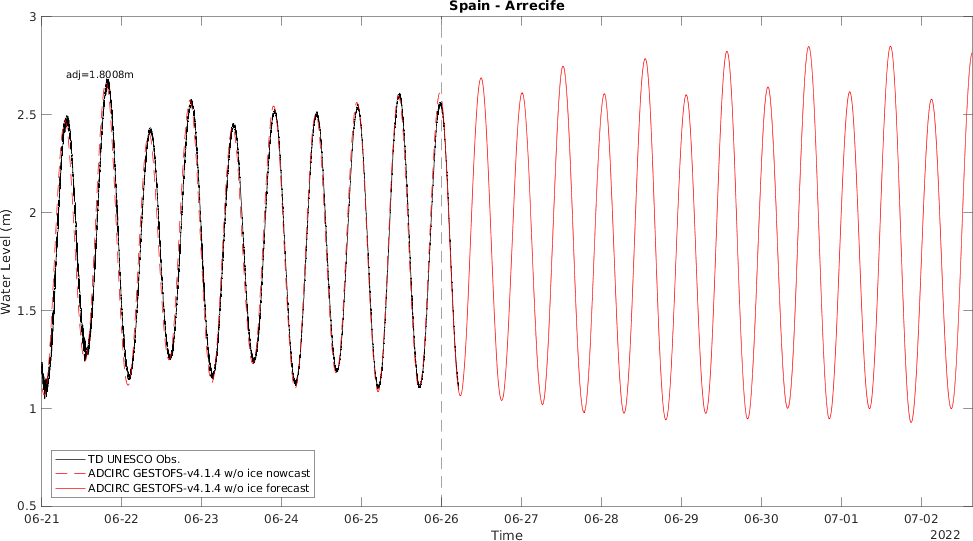 Spain - Arrecife
adj=1.8008m
3
2.5
2
1.5
1
0.5
Water Level (m)
TD UNESCO Obs.
ADCIRC GESTOFS-v4.1.4 w/o ice nowcast
ADCIRC GESTOFS-v4.1.4 w/o ice forecast
06-21 06-22 06-23 06-24 06-25 06-26 06-27 06-28 06-29 06-30 07-01 07-02
Time
2022